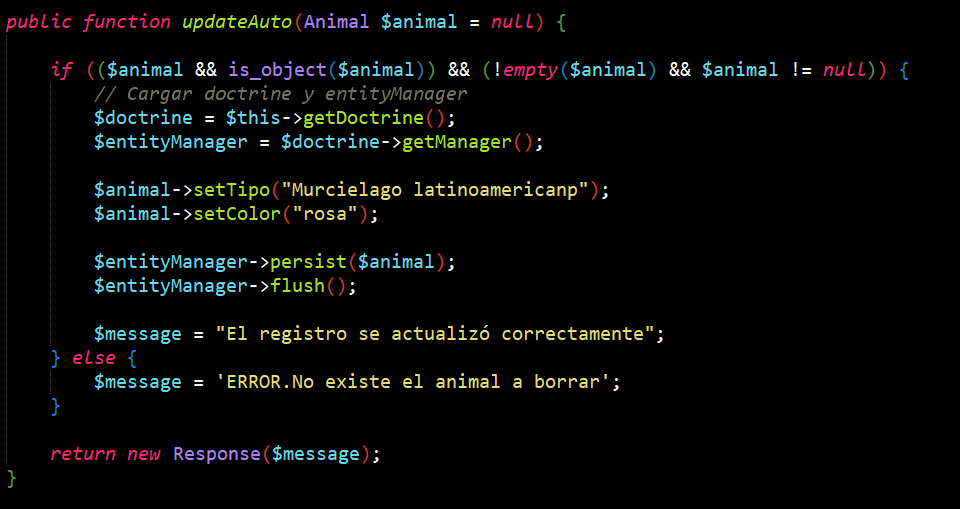 public function updateAuto(Animal $animal = null) {
if (($animal && is_object($animal)) && (!empty($animal) && $animal != null)) {
// Cargar doctrine y entityManager
$doctrine = $this->getDoctrine();
$entityManager = $doctrine->getManager();
$animal->setTipo("Murcielago latinoamericanp");
$animal->setColor("rosa");
$entityManager->persist($animal);
$entityManager->flush();
$message = "El registro se actualizó correctamente";
} else {
$message = 'ERROR.No existe el animal a borrar';
}
return new Response($message);
}